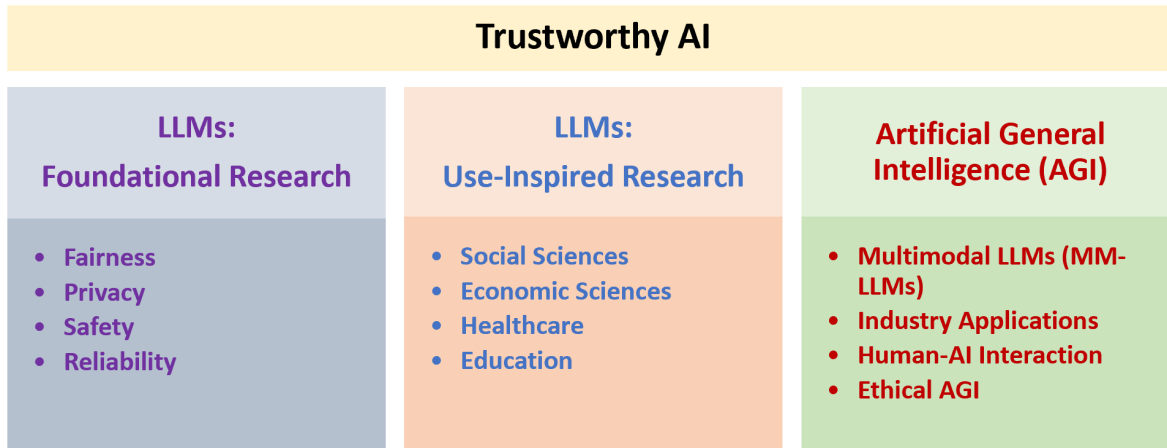 Trustworthy AI
LLMs:
Foundational Research
• Fairness
• Privacy
• Safety
• Reliability
LLMs:
Use-Inspired Research
• Social Sciences
• Economic Sciences
• Healthcare
• Education
Artificial General
Intelligence (AGI)
• Multimodal LLMs (MM-
LLMs)
• Industry Applications
• Human-AI Interaction
• Ethical AGI